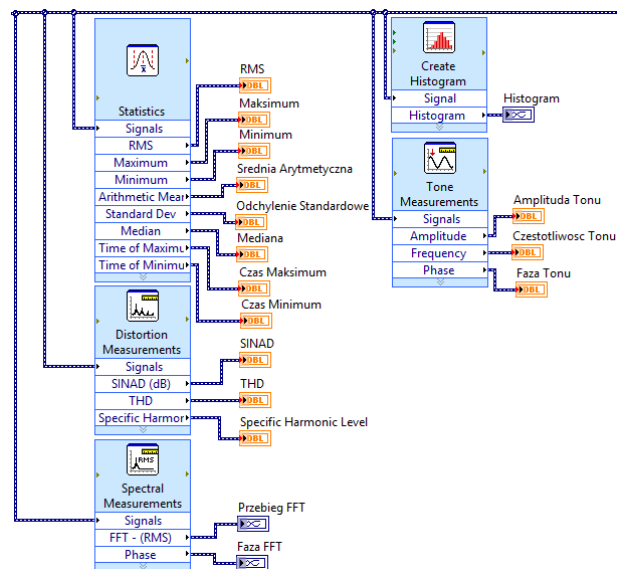 Statistics
Signals
RMS
Maximum
Minimum
Arithmetic Mear
Standard Dev
Median
Time of Maximu
Time of Minimu
RMS
DBL
Maksimum
DBL
Minimum
DBL
Srednia Arytmetyczna
DBL
Odchylenie Standardowe
DBL
Mediana
DBL
Czas Maksimum
DBL
Czas Minimum
DBL
Distortion
Measurements
Signals
SINAD (dB)
THD
Specific Harmor
SINAD
DBL
THD
DBL
Specific Harmonic Level
DBL
RMS
Spectral
Measurements
Signals
FFT - (RMS)
Phase
Przebieg FFT
Faza FFT
Create
Histogram
Signal
Histogram
Histogram
Tone
Measurements
Signals
Amplitude
Frequency
Phase
Amplituda Tonu
DBL
Czestotliwosc Tonu
DBL
Faza Tonu
DBL